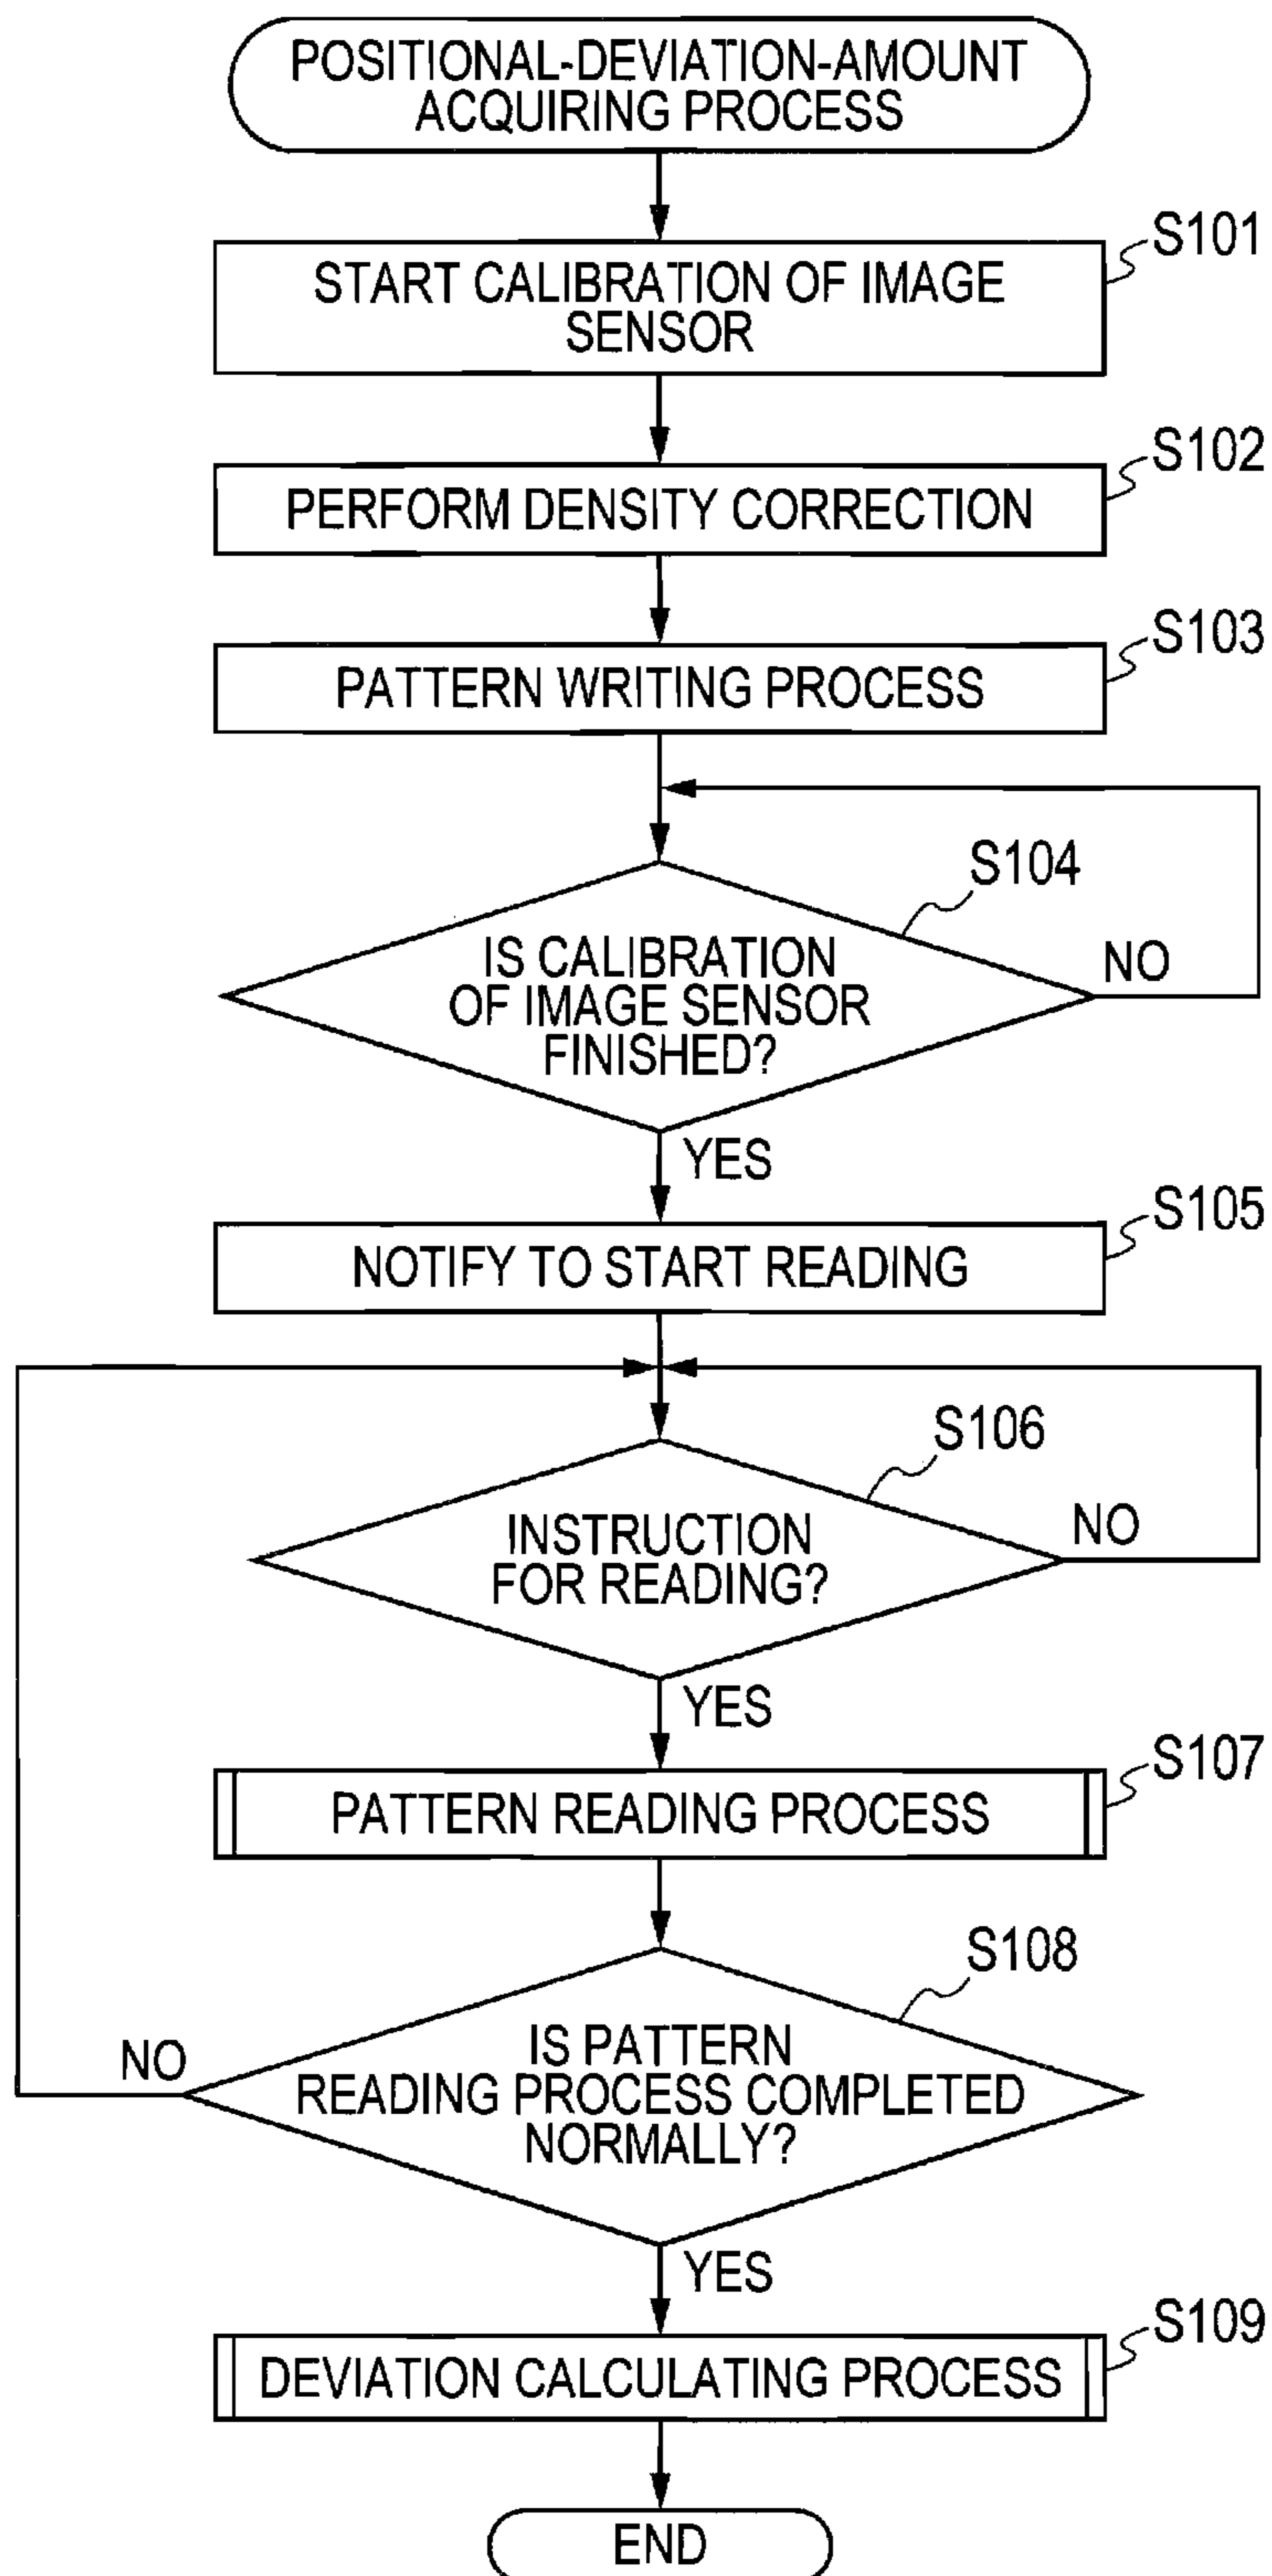 POSITIONAL-DEVIATION-AMOUNT
ACQUIRING PROCESS
S101
START CALIBRATION OF IMAGE
SENSOR
S102
PERFORM DENSITY CORRECTION
S103
PATTERN WRITING PROCESS
S104
IS CALIBRATION
OF IMAGE SENSOR
FINISHED?
NO
YES
S105
NOTIFY TO START READING
S106
INSTRUCTION
FOR READING?
NO
YES
S107
PATTERN READING PROCESS
S108
IS PATTERN
READING PROCESS COMPLETED
NORMALLY?
NO
YES
S109
DEVIATION CALCULATING PROCESS
END